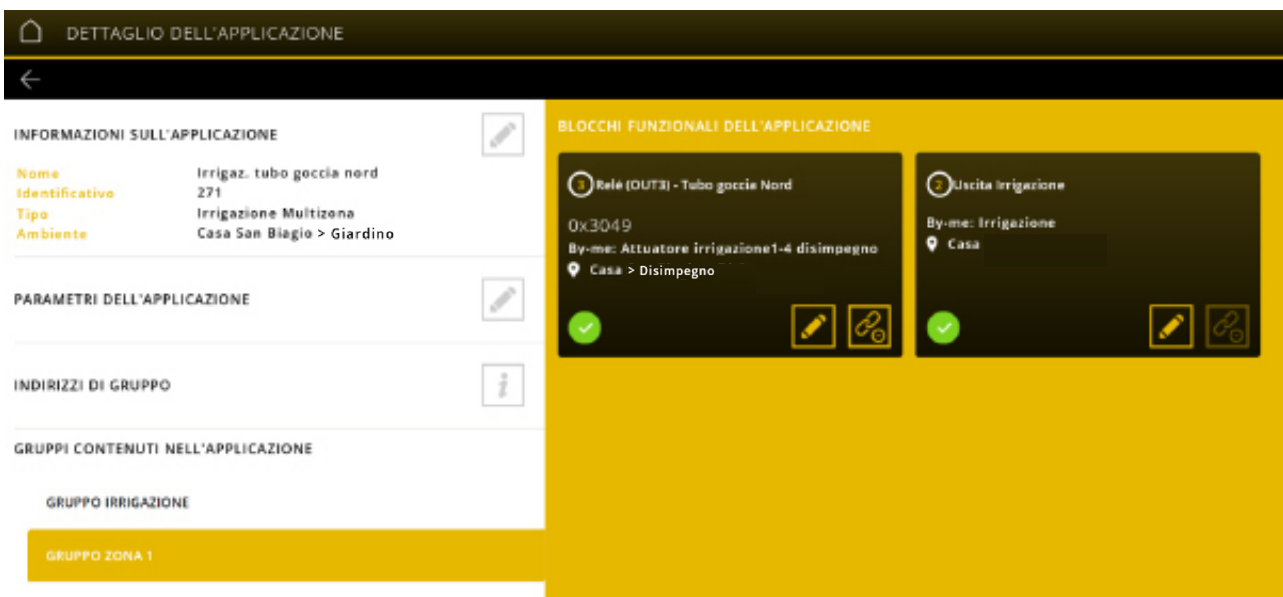 DETTAGLIO DELL'APPLICAZIONE
INFORMAZIONI SULL'APPLICAZIONE
Nome Irrigaz. tubo goccia nord
Identificativo 271
Tipo Irrigazione Multizona
Ambiente Casa San Biagio > Giardino
PARAMETRI DELL'APPLICAZIONE
INDIRIZZI DI GRUPPO
i
GRUPPI CONTENUTI NELL'APPLICAZIONE
GRUPPO IRRIGAZIONE
GRUPPO ZONA 1
BLOCCHI FUNZIONALI DELL'APPLICAZIONE
3 Relè (OUT3) - Tubo goccia Nord
0x3049
By-me: Attuatore irrigazione1-4 disimpegno
Casa > Disimpegno
2 Uscita Irrigazione
By-me: Irrigazione
Casa